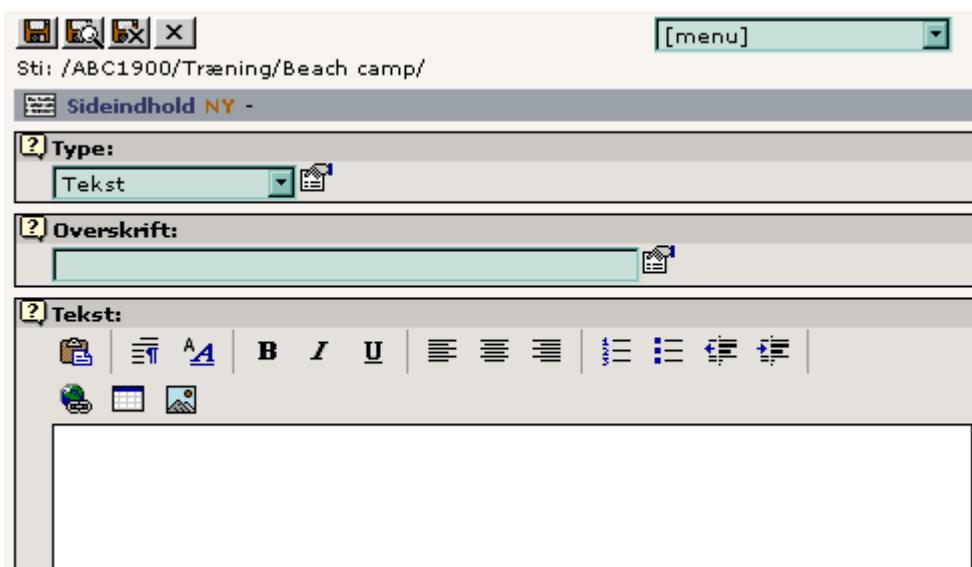 [menu]
Sti: /ABC1900/Træning/Beach camp/
Sideindhold NY -
? Type:
Tekst
? Overskrift:
? Tekst:
A A B I U